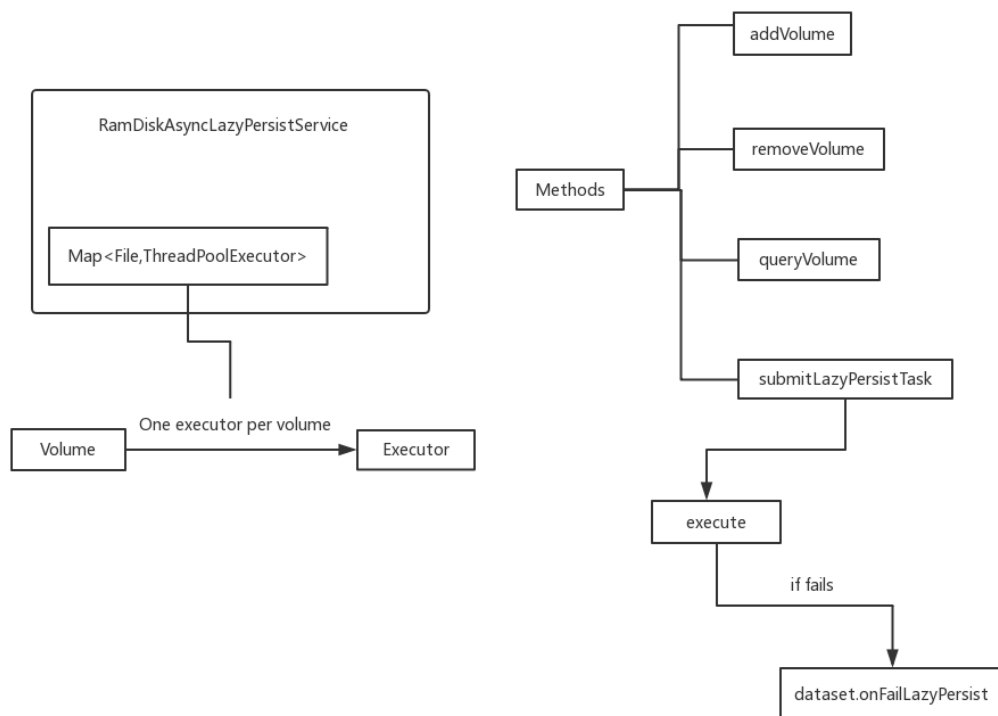 RamDiskAsyncLazyPersistService
Map<File,ThreadPoolExecutor>
One executor per volume
Volume
Executor
Methods
addVolume
removeVolume
queryVolume
submitLazyPersistTask
execute
if fails
dataset.onFailLazyPersist